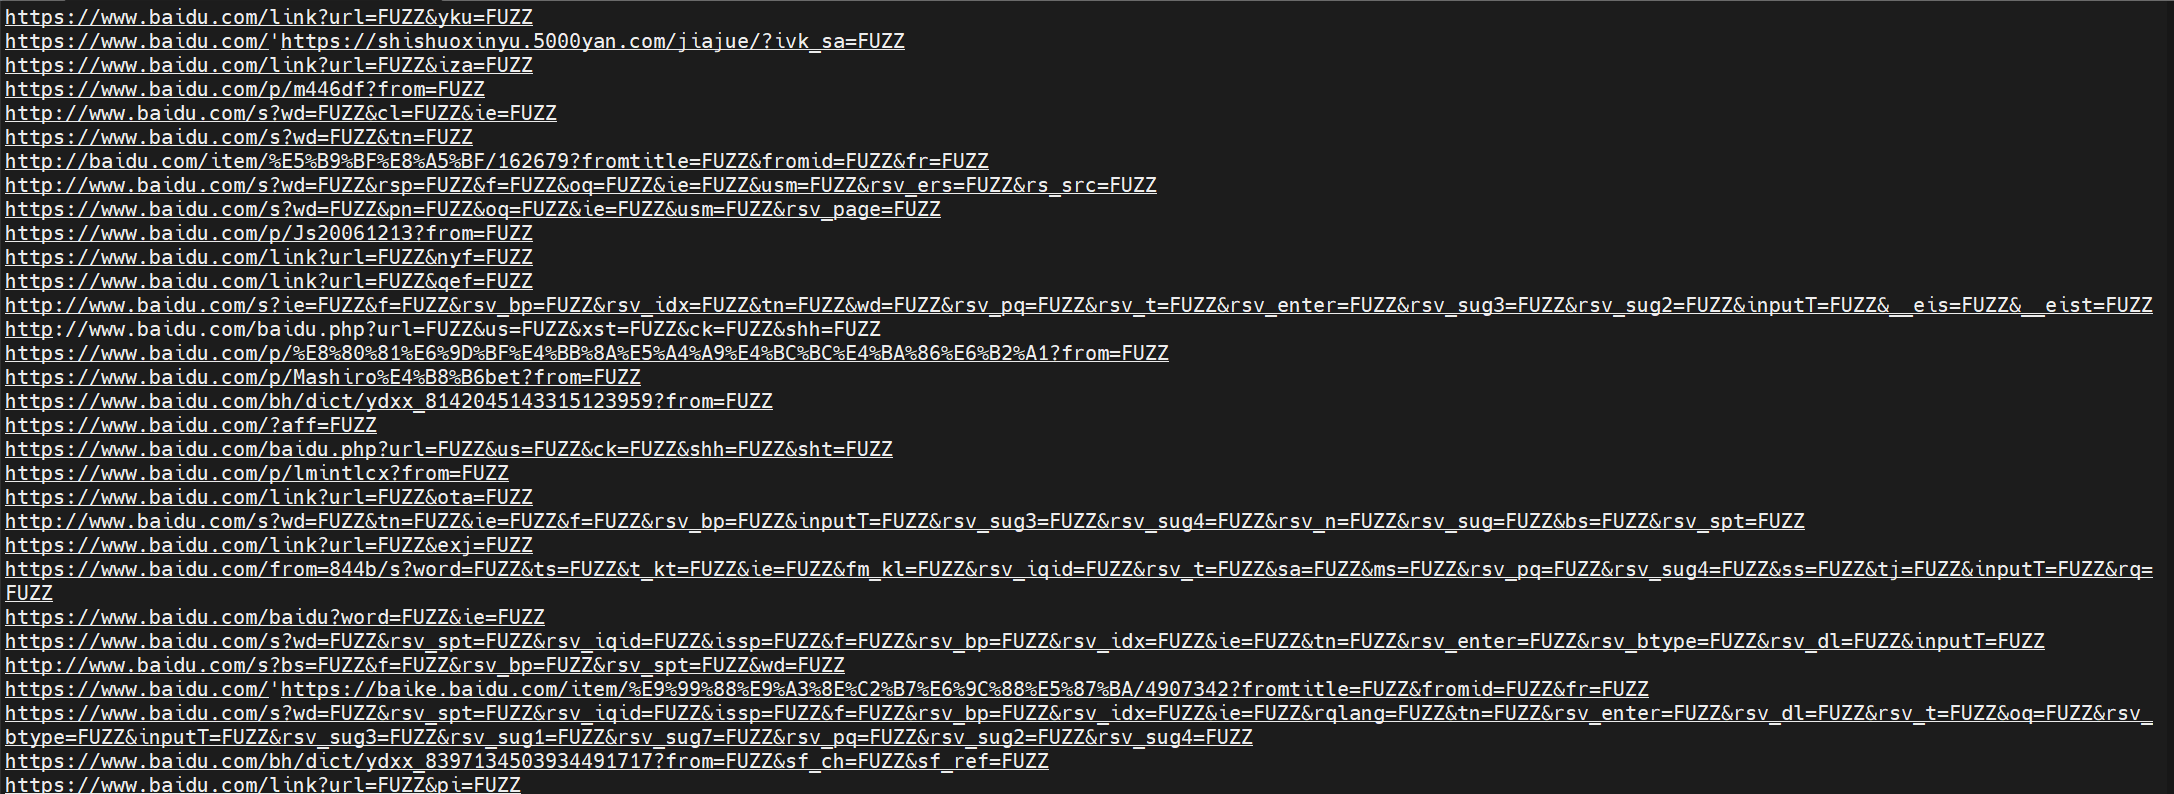 https://www.baidu.com/link?url=FUZZ&yku=FUZZ
https://www.baidu.com/'https://shishuoxinyu.5000yan.com/jiajue/?ivk_sa=FUZZ
https://www.baidu.com/link?url=FUZZ&iza=FUZZ
https://www.baidu.com/p/m446df?from=FUZZ
http://www.baidu.com/s?wd=FUZZ&cl=FUZZ&ie=FUZZ
https://www.baidu.com/s?wd=FUZZ&tn=FUZZ
http://baidu.com/item/%E5%B9%BF%E8%A5%BF/162679?fromtitle=FUZZ&fromid=FUZZ&fr=FUZZ
http://www.baidu.com/s?wd=FUZZ&rsp=FUZZ&f=FUZZ&oq=FUZZ&ie=FUZZ&usm=FUZZ&rsv_ers=FUZZ&rs_src=FUZZ
https://www.baidu.com/s?wd=FUZZ&pn=FUZZ&oq=FUZZ&ie=FUZZ&usm=FUZZ&rsv_page=FUZZ
https://www.baidu.com/p/Js20061213?from=FUZZ
https://www.baidu.com/link?url=FUZZ&nyf=FUZZ
https://www.baidu.com/link?url=FUZZ&qef=FUZZ
http://www.baidu.com/s?ie=FUZZ&f=FUZZ&rsv_bp=FUZZ&rsv_idx=FUZZ&tn=FUZZ&wd=FUZZ&rsv_pq=FUZZ&rsv_t=FUZZ&rsv_enter=FUZZ&rsv_sug3=FUZZ&rsv_sug2=FUZZ&inputT=FUZZ&__eis=FUZZ&__eist=FUZZ
http://www.baidu.com/baidu.php?url=FUZZ&us=FUZZ&xst=FUZZ&ck=FUZZ&shh=FUZZ
https://www.baidu.com/p/%E8%80%81%E6%9D%BF%E4%BB%8A%E5%A4%A9%E4%BC%BC%E4%BA%86%E6%B2%A1?from=FUZZ
https://www.baidu.com/p/Mashiro%E4%B8%B6bet?from=FUZZ
https://www.baidu.com/bh/dict/ydxx_8142045143315123959?from=FUZZ
https://www.baidu.com/?aff=FUZZ
https://www.baidu.com/baidu.php?url=FUZZ&us=FUZZ&ck=FUZZ&shh=FUZZ&sht=FUZZ
https://www.baidu.com/p/lmintlcx?from=FUZZ
https://www.baidu.com/link?url=FUZZ&ota=FUZZ
http://www.baidu.com/s?wd=FUZZ&tn=FUZZ&ie=FUZZ&f=FUZZ&rsv_bp=FUZZ&inputT=FUZZ&rsv_sug3=FUZZ&rsv_sug4=FUZZ&rsv_n=FUZZ&rsv_sug=FUZZ&bs=FUZZ&rsv_spt=FUZZ
https://www.baidu.com/link?url=FUZZ&exj=FUZZ
https://www.baidu.com/from=844b/s?word=FUZZ&ts=FUZZ&t_kt=FUZZ&ie=FUZZ&fm_kl=FUZZ&rsv_iqid=FUZZ&rsv_t=FUZZ&sa=FUZZ&ms=FUZZ&rsv_pq=FUZZ&rsv_sug4=FUZZ&ss=FUZZ&tj=FUZZ&inputT=FUZZ&rq=
FUZZ
https://www.baidu.com/baidu?word=FUZZ&ie=FUZZ
https://www.baidu.com/s?wd=FUZZ&rsv_spt=FUZZ&rsv_iqid=FUZZ&issp=FUZZ&f=FUZZ&rsv_bp=FUZZ&rsv_idx=FUZZ&ie=FUZZ&tn=FUZZ&rsv_enter=FUZZ&rsv_btype=FUZZ&rsv_dl=FUZZ&inputT=FUZZ
http://www.baidu.com/s?bs=FUZZ&f=FUZZ&rsv_bp=FUZZ&rsv_spt=FUZZ&wd=FUZZ
https://www.baidu.com/'https://baike.baidu.com/item/%E9%99%88%E9%A3%8E%C2%B7%E6%9C%88%E5%87%BA/4907342?fromtitle=FUZZ&fromid=FUZZ&fr=FUZZ
https://www.baidu.com/s?wd=FUZZ&rsv_spt=FUZZ&rsv_iqid=FUZZ&issp=FUZZ&f=FUZZ&rsv_bp=FUZZ&rsv_idx=FUZZ&ie=FUZZ&rqlang=FUZZ&tn=FUZZ&rsv_enter=FUZZ&rsv_dl=FUZZ&rsv_t=FUZZ&oq=FUZZ&rsv_
btype=FUZZ&inputT=FUZZ&rsv_sug3=FUZZ&rsv_sug1=FUZZ&rsv_sug7=FUZZ&rsv_pq=FUZZ&rsv_sug2=FUZZ&rsv_sug4=FUZZ
https://www.baidu.com/bh/dict/ydxx_8397134503934491717?from=FUZZ&sf_ch=FUZZ&sf_ref=FUZZ
https://www.baidu.com/link?url=FUZZ&pi=FUZZ